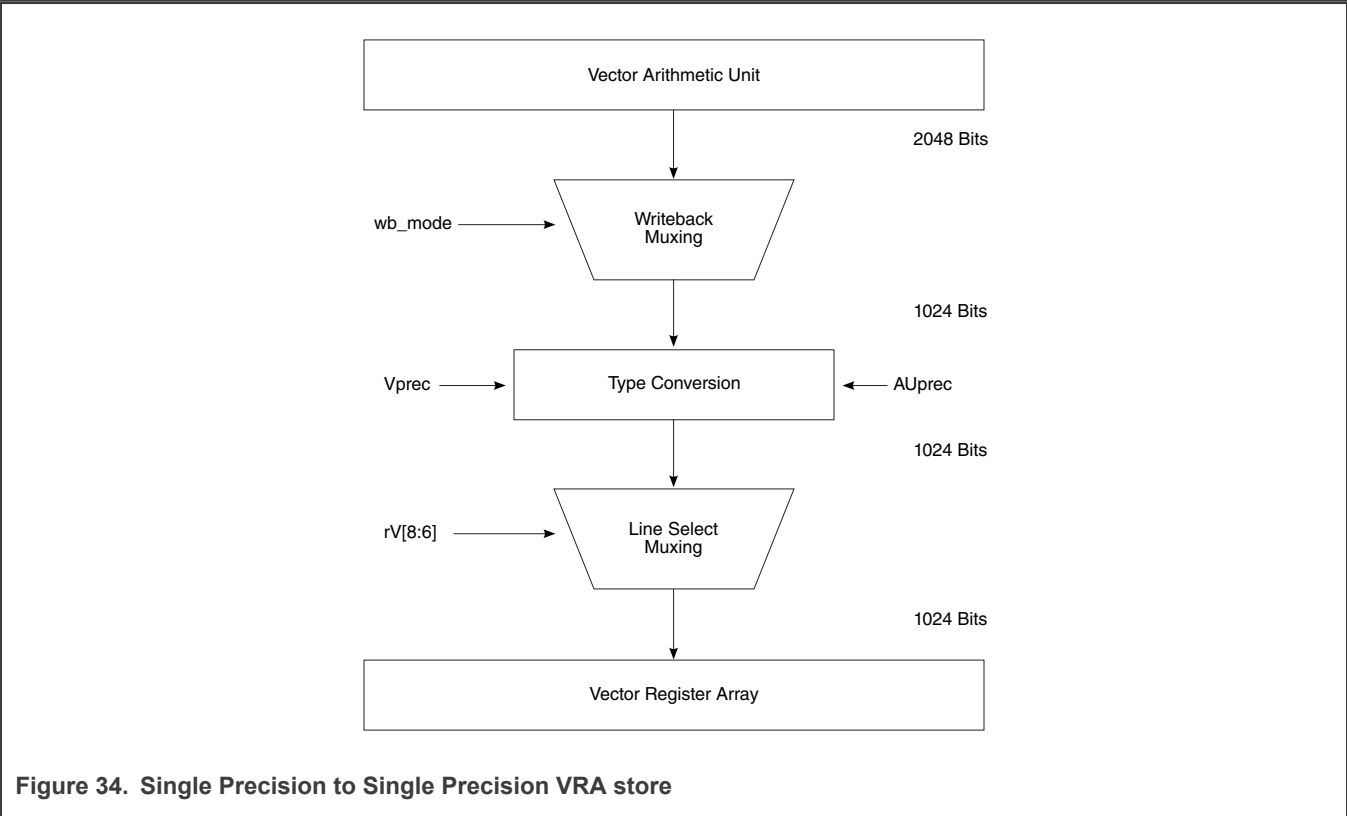 Vector Arithmetic Unit
2048 Bits
wb_mode
Writeback
Muxing
1024 Bits
Vprec
Type Conversion
AUprec
1024 Bits
rV[8:6]
Line Select
Muxing
1024 Bits
Vector Register Array
Figure 34. Single Precision to Single Precision VRA store